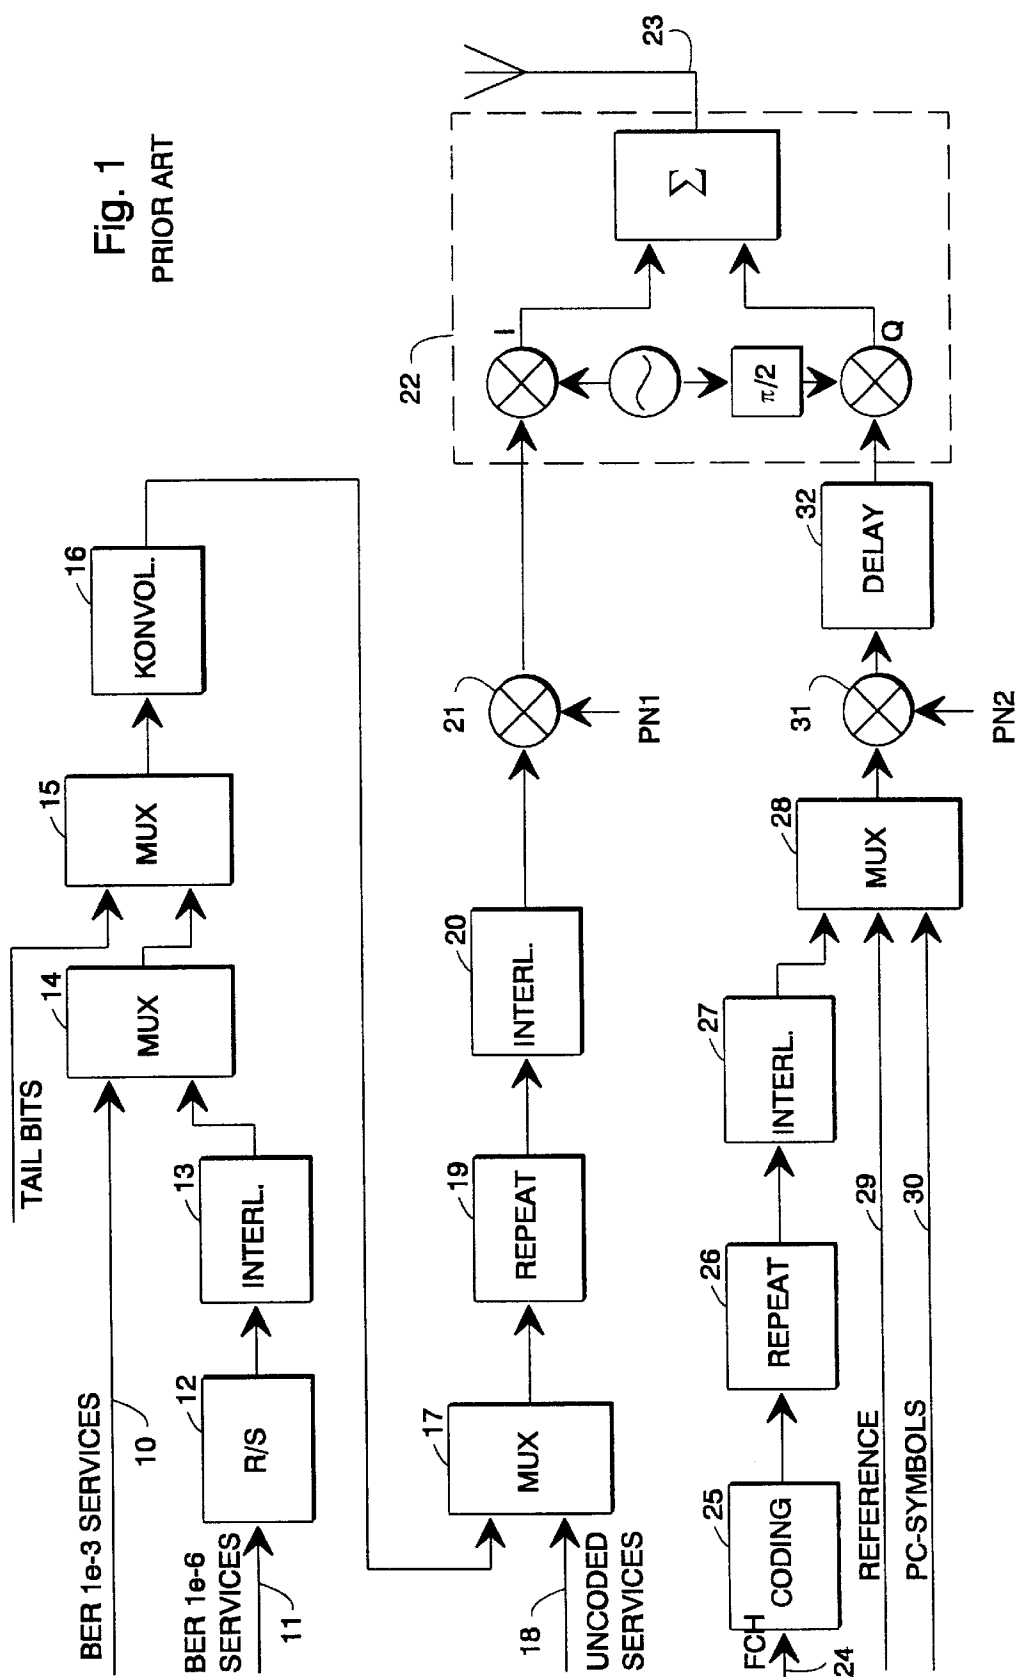 Fig. 1
PRIOR ART
TAIL BITS
BER 1e-3 SERVICES
10
14
MUX
15
MUX
16
KONVOL.
BER 1e-6
SERVICES
11
12
R/S
13
INTERL.
17
MUX
18
UNCODED
SERVICES
19
REPEAT
20
INTERL.
21
PN1
22
I
π/2
Q
Σ
23
FCH
24
25
CODING
26
REPEAT
27
INTERL.
28
MUX
REFERENCE
29
PC-SYMBOLS
30
31
PN2
32
DELAY